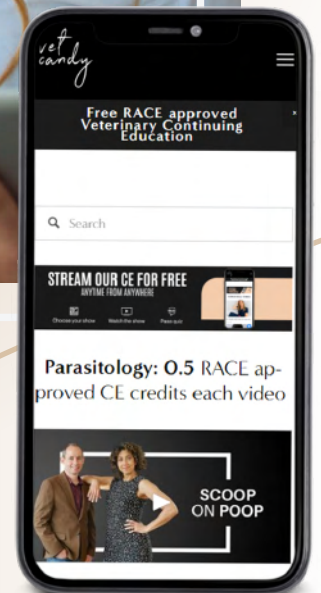 vet
candy
Free RACE approved
Veterinary Continuing
Education
×
Search
STREAM OUR CE FOR FREE
ANYTIME FROM ANYWHERE
Choose your show Watch the show Pass quiz
Parasitology: 0.5 RACE ap-
proved CE credits each video
SCOOP
ON POOP